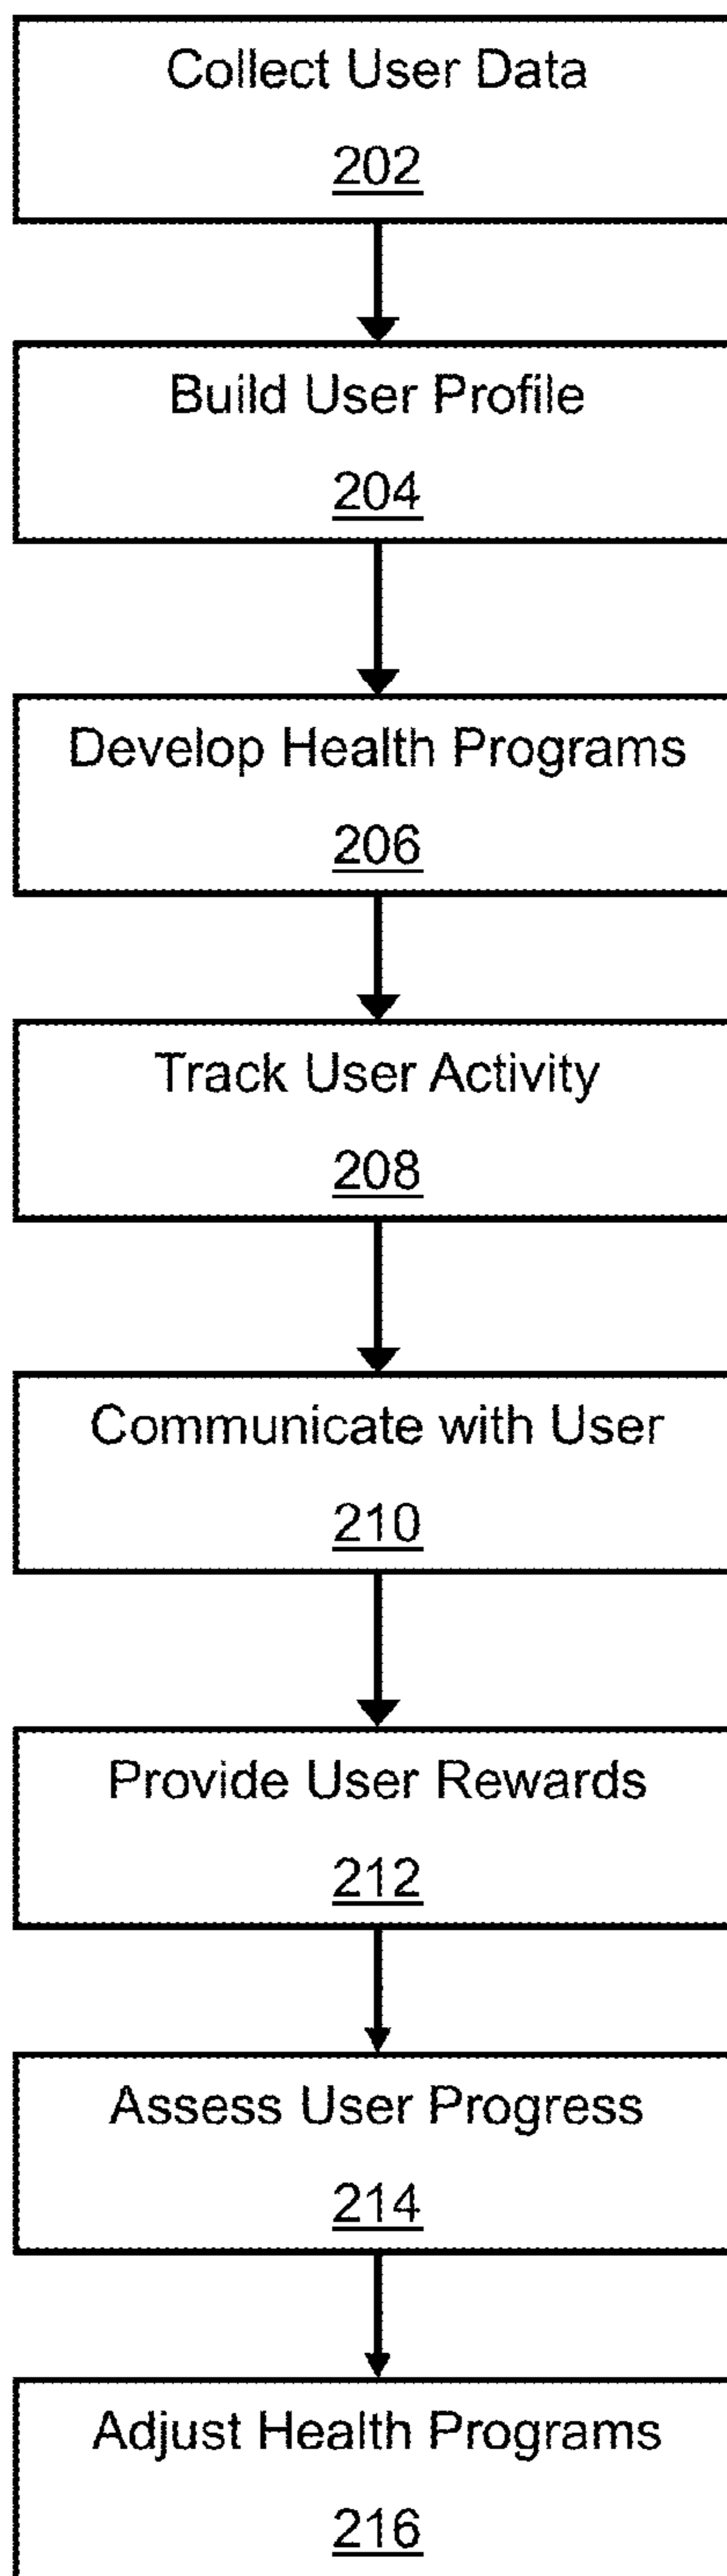 Collect User Data
202
Build User Profile
204
Develop Health Programs
206
Track User Activity
208
Communicate with User
210
Provide User Rewards
212
Assess User Progress
214
Adjust Health Programs
216